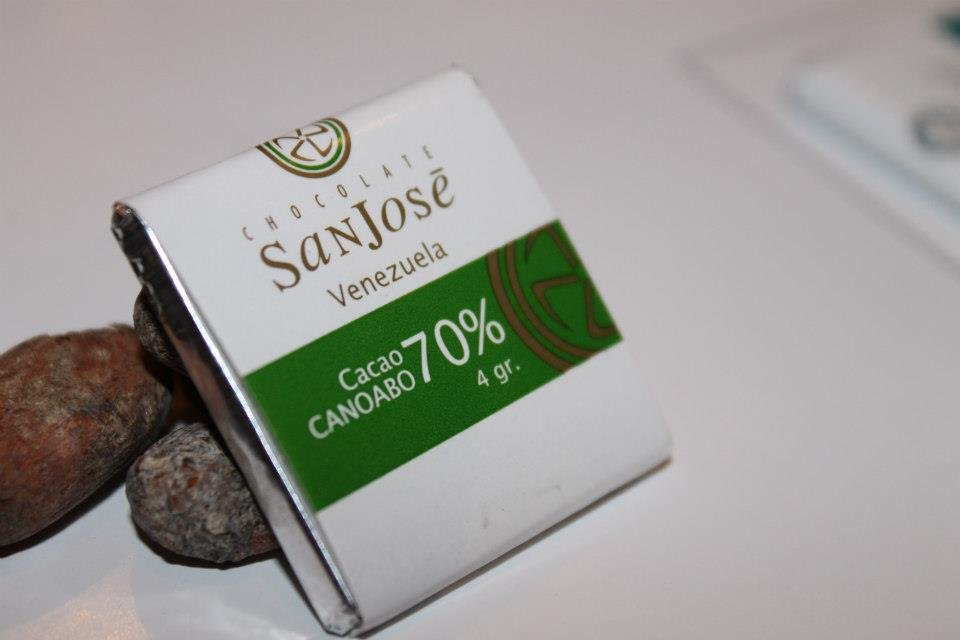 CHOCOLATE
SanJosē
Venezuela
Cacao
CANOABO
70%
4 gr.